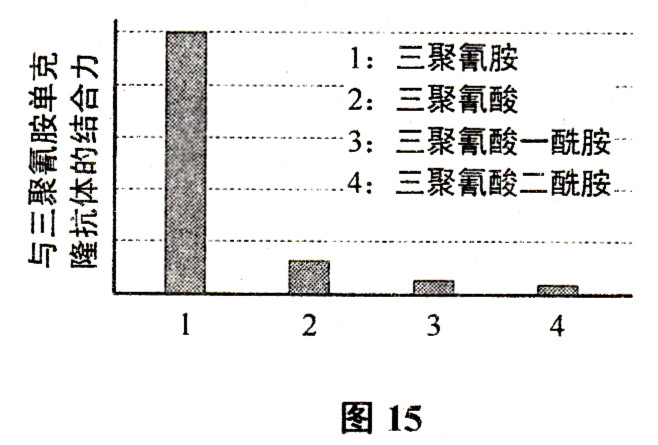 与三聚氰胺单克
隆抗体的结合力
1：三聚氰胺
2：三聚氰酸
3：三聚氰酸一酰胺
4：三聚氰酸二酰胺
1 2 3 4
图 15